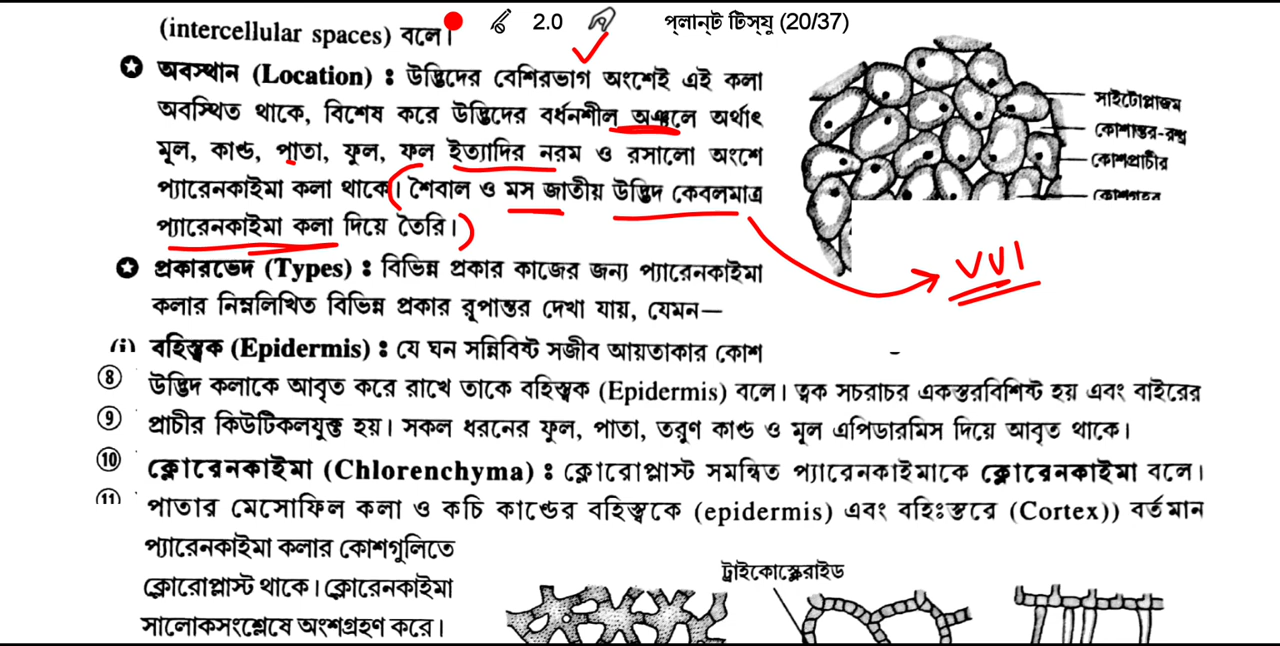 (intercellular spaces) বলে।
2.0
প্লান্ট টিস্যু (20/37)
✪ অবস্থান (Location) : উদ্ভিদের বেশিরভাগ অংশেই এই কলা
অবস্থিত থাকে, বিশেষ করে উদ্ভিদের বর্ধনশীল অঞ্চলে অর্থাৎ
মূল, কান্ড, পাতা, ফুল, ফল ইত্যাদির নরম ও রসালো অংশে
প্যারেনকাইমা কলা থাকে। শৈবাল ও মস জাতীয় উদ্ভিদ কেবলমাত্র
প্যারেনকাইমা কলা দিয়ে তৈরি।
সাইটোপ্লাজম
কোশান্তর-রন্ধ্র
কোশপ্রাচীর
কোশগহ্বর
VVI
✪ প্রকারভেদ (Types) : বিভিন্ন প্রকার কাজের জন্য প্যারেনকাইমা
কলার নিম্নলিখিত বিভিন্ন প্রকার রূপান্তর দেখা যায়, যেমন—
(i) বহিস্ত্বক (Epidermis) : যে ঘন সন্নিবিষ্ট সজীব আয়তাকার কোশ
8 উদ্ভিদ কলাকে আবৃত করে রাখে তাকে বহিস্ত্বক (Epidermis) বলে। ত্বক সচরাচর একস্তরবিশিষ্ট হয় এবং বাইরের
9 প্রাচীর কিউটিকলযুক্ত হয়। সকল ধরনের ফুল, পাতা, তরুণ কান্ড ও মূল এপিডারমিস দিয়ে আবৃত থাকে।
10 ক্লোরেনকাইমা (Chlorenchyma) : ক্লোরোপ্লাস্ট সমন্বিত প্যারেনকাইমাকে ক্লোরেনকাইমা বলে।
11 পাতার মেসোফিল কলা ও কচি কান্ডের বহিস্ত্বকে (epidermis) এবং বহিঃস্তরে (Cortex)) বর্তমান
প্যারেনকাইমা কলার কোশগুলিতে
ক্লোরোপ্লাস্ট থাকে। ক্লোরেনকাইমা
সালোকসংশ্লেষে অংশগ্রহণ করে।
ট্রাইকোস্ক্লেরাইড